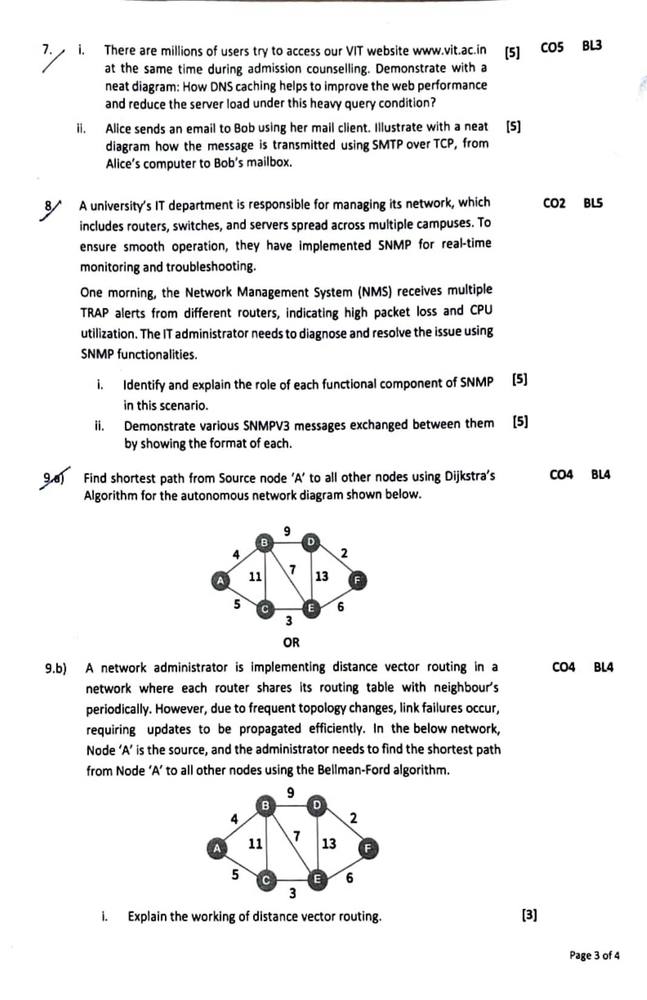 7. i. There are millions of users try to access our VIT website www.vit.ac.in [5] CO5 BL3
at the same time during admission counselling. Demonstrate with a
neat diagram: How DNS caching helps to improve the web performance
and reduce the server load under this heavy query condition?
ii. Alice sends an email to Bob using her mail client. Illustrate with a neat [5]
diagram how the message is transmitted using SMTP over TCP, from
Alice's computer to Bob's mailbox.
8. A university's IT department is responsible for managing its network, which CO2 BL5
includes routers, switches, and servers spread across multiple campuses. To
ensure smooth operation, they have implemented SNMP for real-time
monitoring and troubleshooting.
One morning, the Network Management System (NMS) receives multiple
TRAP alerts from different routers, indicating high packet loss and CPU
utilization. The IT administrator needs to diagnose and resolve the issue using
SNMP functionalities.
i. Identify and explain the role of each functional component of SNMP [5]
in this scenario.
ii. Demonstrate various SNMPV3 messages exchanged between them [5]
by showing the format of each.
9.a) Find shortest path from Source node 'A' to all other nodes using Dijkstra's CO4 BL4
Algorithm for the autonomous network diagram shown below.
9
B D
4 2
A 11 7 13 F
5 C E 6
3
OR
9.b) A network administrator is implementing distance vector routing in a CO4 BL4
network where each router shares its routing table with neighbour's
periodically. However, due to frequent topology changes, link failures occur,
requiring updates to be propagated efficiently. In the below network,
Node 'A' is the source, and the administrator needs to find the shortest path
from Node 'A' to all other nodes using the Bellman-Ford algorithm.
9
B D
4 2
A 11 7 13 F
5 C E 6
3
i. Explain the working of distance vector routing. [3]
Page 3 of 4